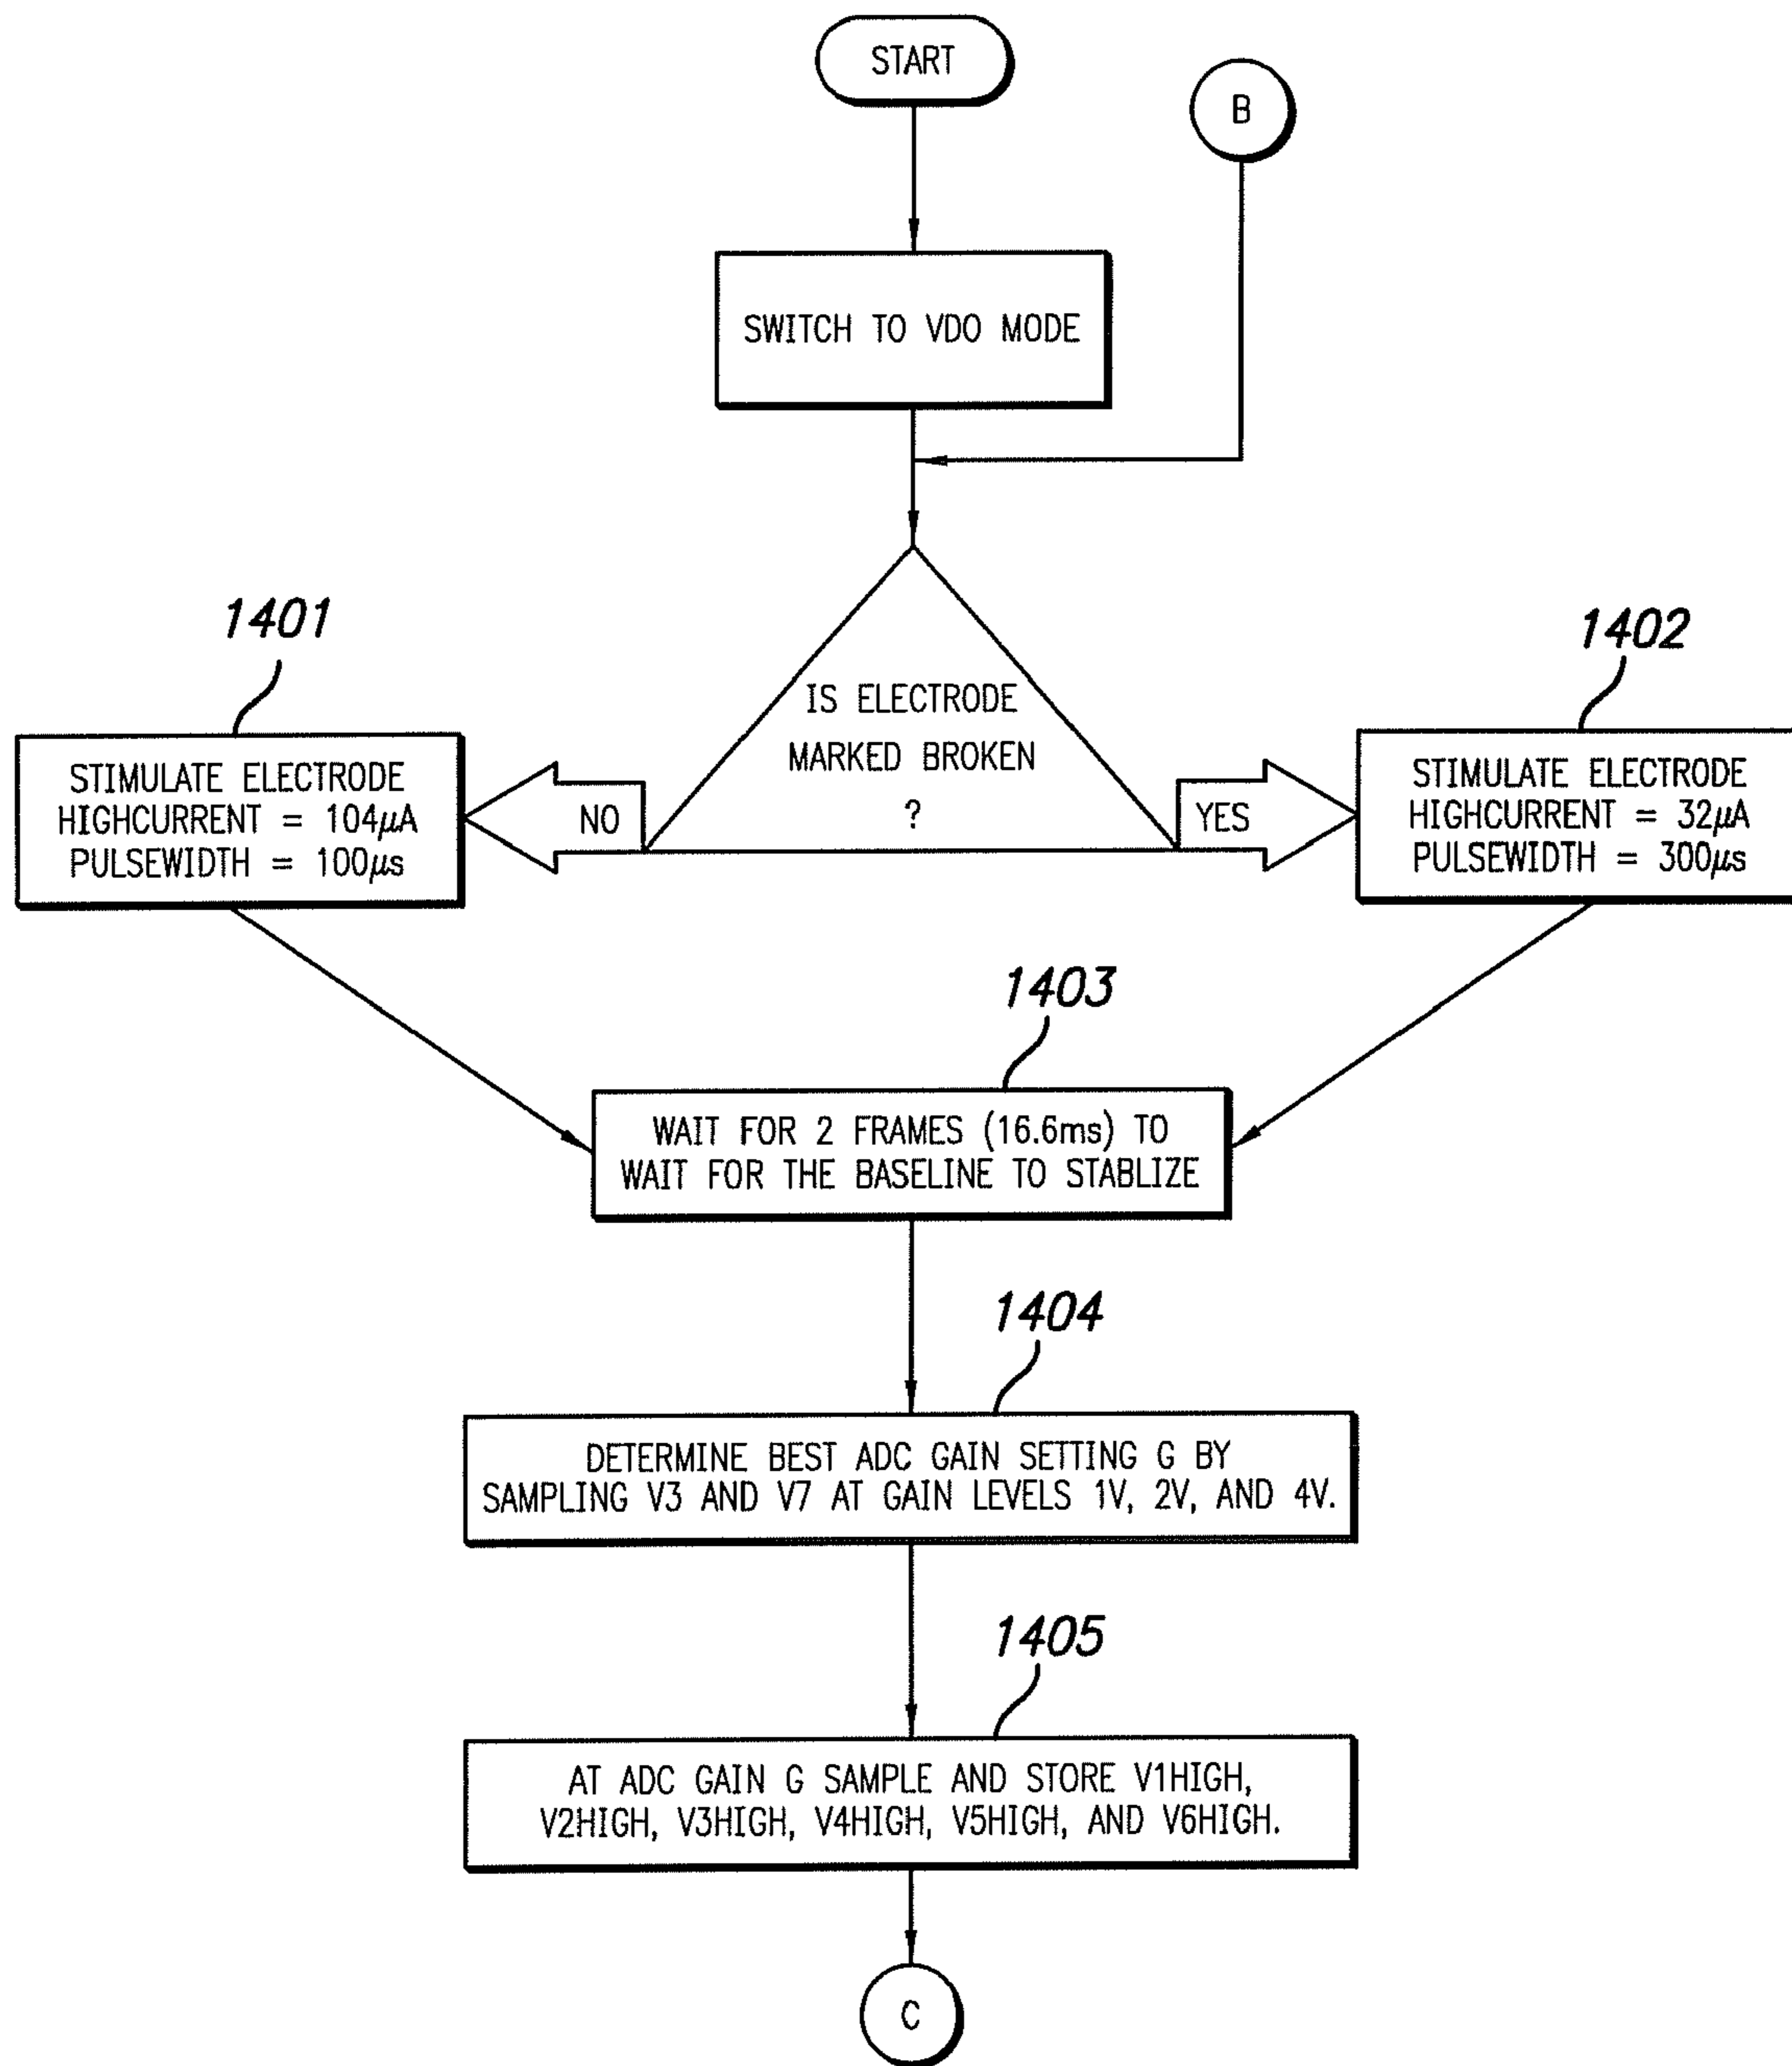 START
B
SWITCH TO VDO MODE
IS ELECTRODE
MARKED BROKEN
?
1401
STIMULATE ELECTRODE
HIGHCURRENT = 104µA
PULSEWIDTH = 100µs
NO
YES
1402
STIMULATE ELECTRODE
HIGHCURRENT = 32µA
PULSEWIDTH = 300µs
1403
WAIT FOR 2 FRAMES (16.6ms) TO
WAIT FOR THE BASELINE TO STABLIZE
1404
DETERMINE BEST ADC GAIN SETTING G BY
SAMPLING V3 AND V7 AT GAIN LEVELS 1V, 2V, AND 4V.
1405
AT ADC GAIN G SAMPLE AND STORE V1HIGH,
V2HIGH, V3HIGH, V4HIGH, V5HIGH, AND V6HIGH.
C